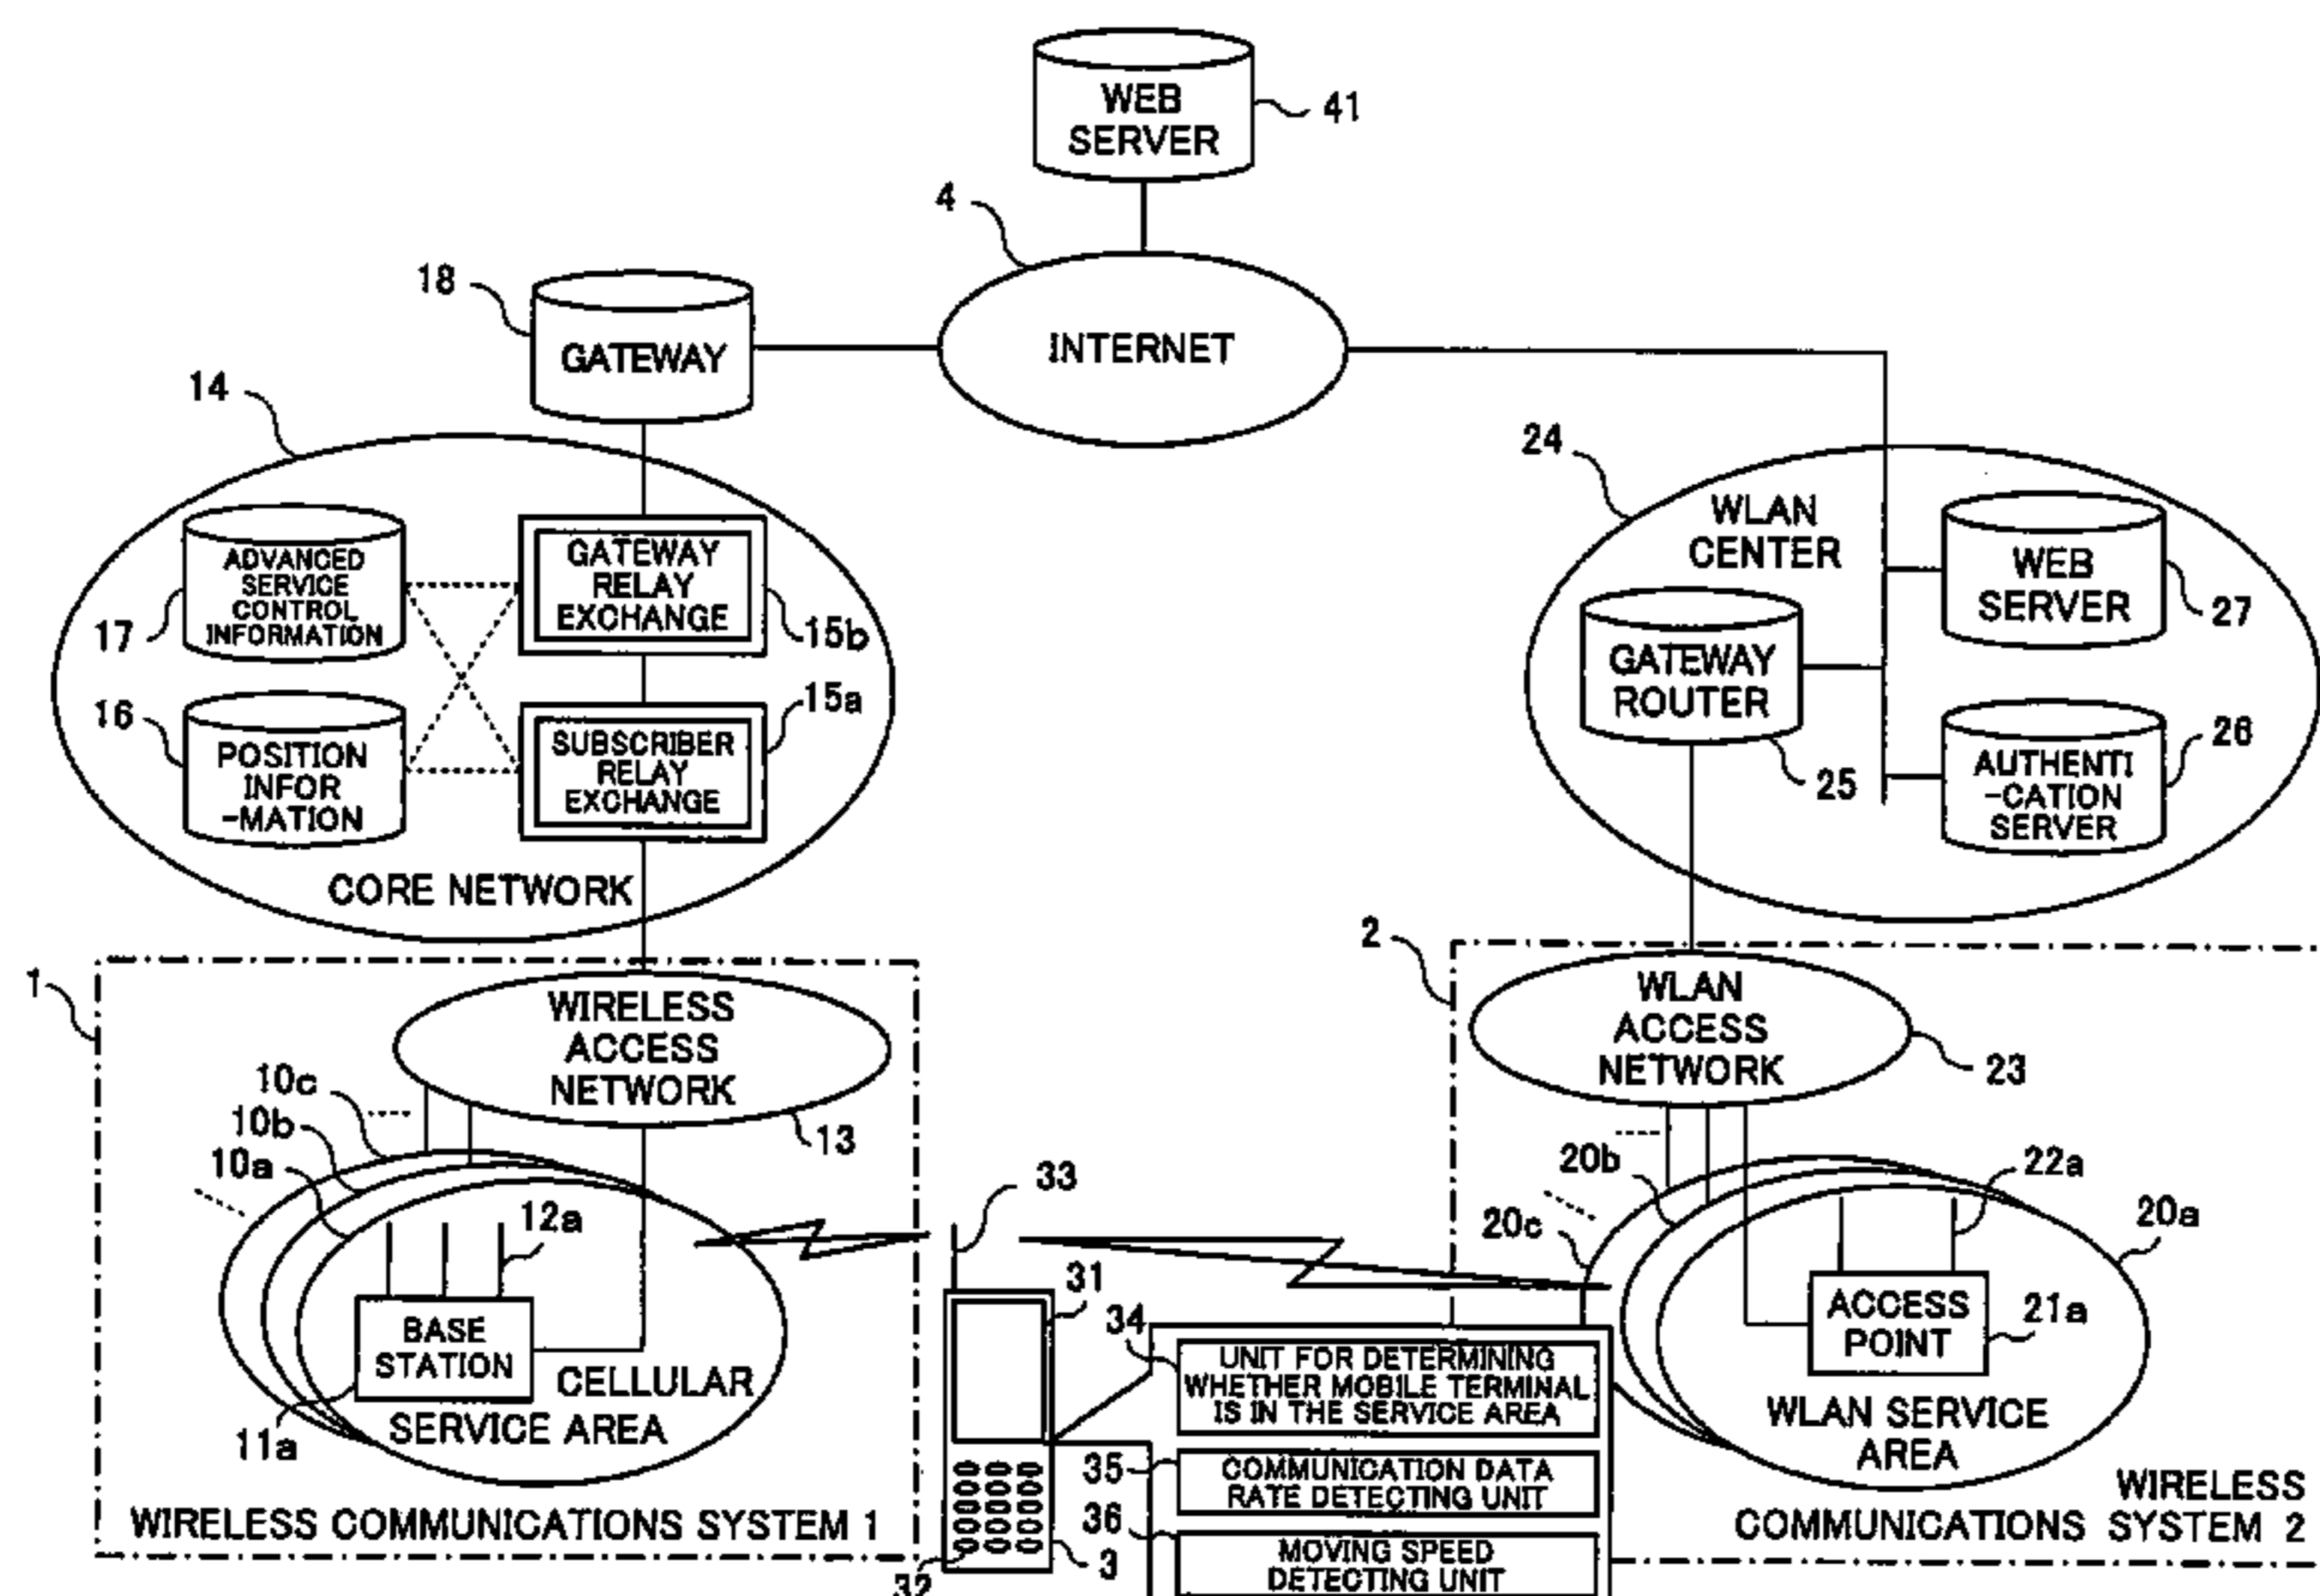 WEB
SERVER
41
4
INTERNET
18
GATEWAY
14
ADVANCED
SERVICE
CONTROL
INFORMATION
17
GATEWAY
RELAY
EXCHANGE
15b
16
POSITION
INFOR
-MATION
SUBSCRIBER
RELAY
EXCHANGE
15a
CORE NETWORK
24
WLAN
CENTER
WEB
SERVER
27
GATEWAY
ROUTER
25
AUTHENTI
-CATION
SERVER
26
1
WIRELESS
ACCESS
NETWORK
13
10c
10b
10a
12a
BASE
STATION
11a
CELLULAR
SERVICE AREA
WIRELESS COMMUNICATIONS SYSTEM 1
33
31
32
3
34
UNIT FOR DETERMINING
WHETHER MOBILE TERMINAL
IS IN THE SERVICE AREA
35
COMMUNICATION DATA
RATE DETECTING UNIT
36
MOVING SPEED
DETECTING UNIT
2
WLAN
ACCESS
NETWORK
23
20b
20c
22a
20a
ACCESS
POINT
21a
WLAN SERVICE
AREA
WIRELESS
COMMUNICATIONS SYSTEM 2